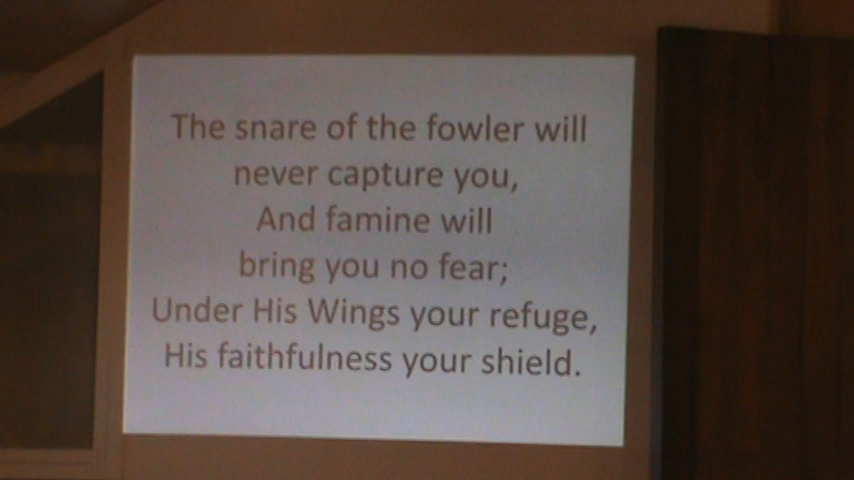 The snare of the fowler will
never capture you,
And famine will
bring you no fear;
Under His Wings your refuge,
His faithfulness your shield.